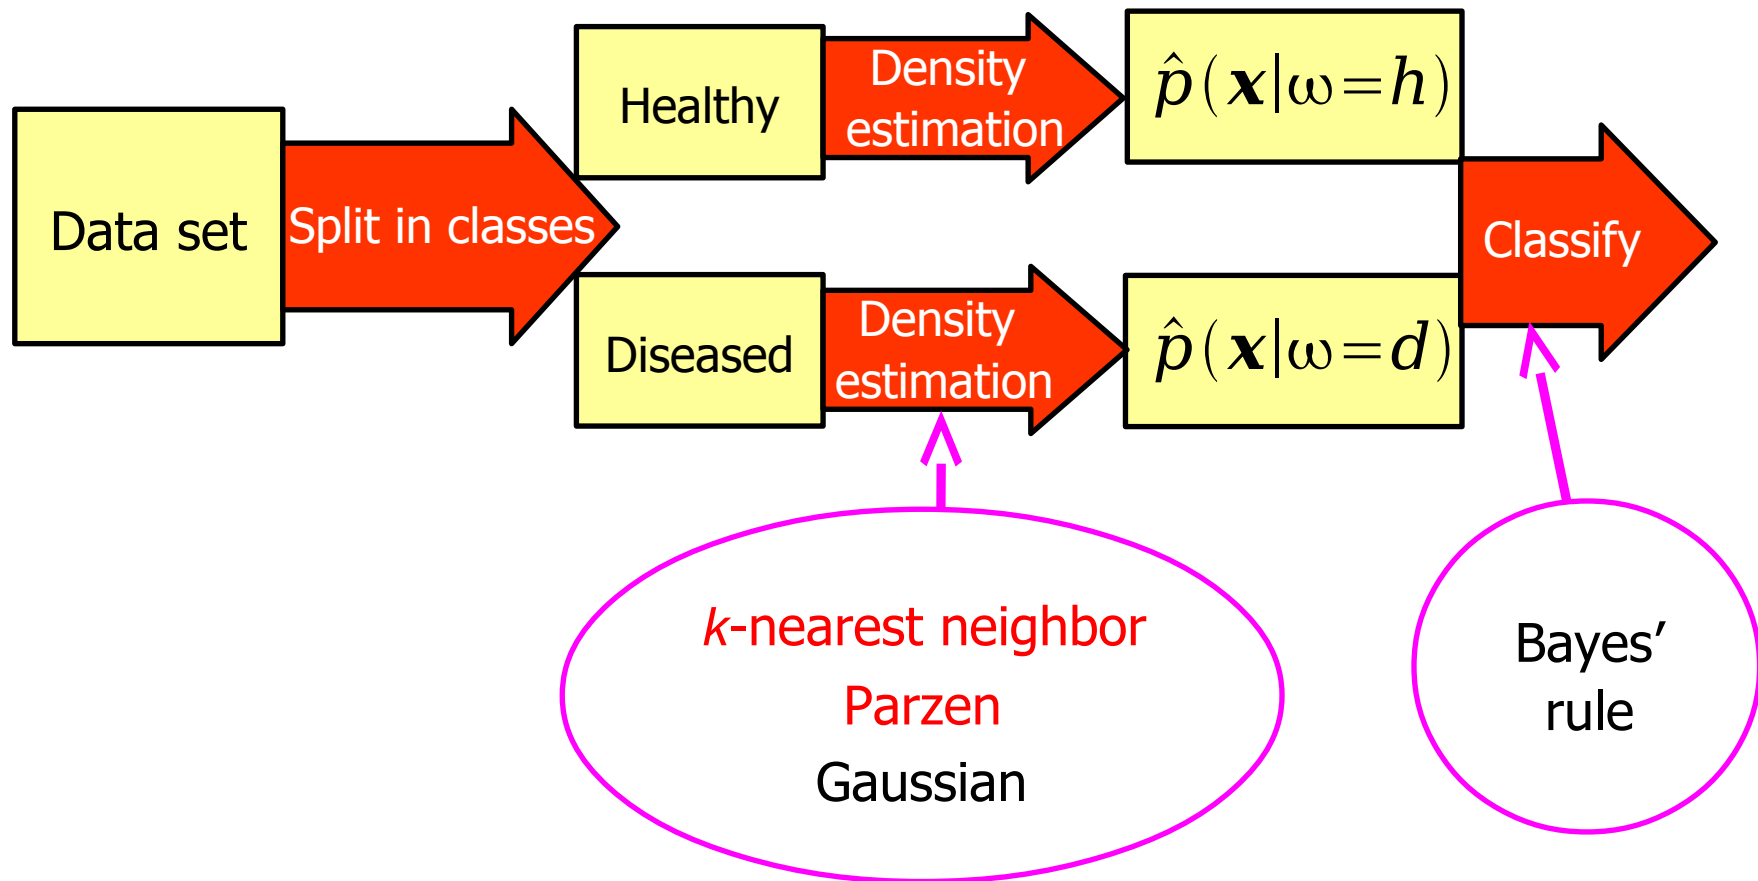 Data set
Split in classes
Healthy
Density
estimation
p̂(x|ω=h)
Diseased
Density
estimation
p̂(x|ω=d)
Classify
k-nearest neighbor
Parzen
Gaussian
Bayes’
rule